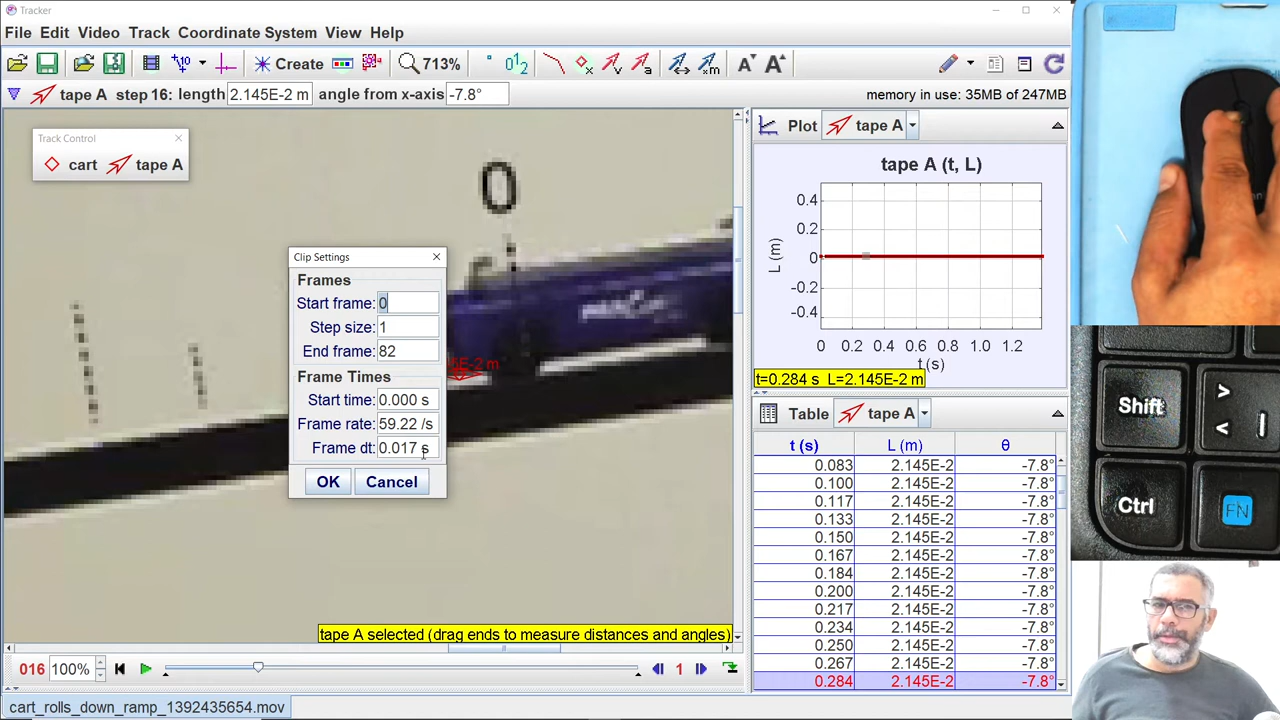 Tracker
File Edit Video Track Coordinate System View Help
Create 713%
tape A step 16: length 2.145E-2 m angle from x-axis -7.8° memory in use: 35MB of 247MB
Track Control
cart tape A
0
Clip Settings
Frames
Start frame: 0
Step size: 1
End frame: 82
Frame Times
Start time: 0.000 s
Frame rate: 59.22 /s
Frame dt: 0.017 s
OK Cancel
tape A selected (drag ends to measure distances and angles)
016 100% 1
cart_rolls_down_ramp_1392435654.mov
Plot tape A
tape A (t, L)
L (m)
0.4
0.2
0
-0.2
-0.4
0 0.2 0.4 0.6 0.8 1.0 1.2
t (s)
t=0.284 s L=2.145E-2 m
Table tape A
t (s) L (m) θ
0.083 2.145E-2 -7.8°
0.100 2.145E-2 -7.8°
0.117 2.145E-2 -7.8°
0.133 2.145E-2 -7.8°
0.150 2.145E-2 -7.8°
0.167 2.145E-2 -7.8°
0.184 2.145E-2 -7.8°
0.200 2.145E-2 -7.8°
0.217 2.145E-2 -7.8°
0.234 2.145E-2 -7.8°
0.250 2.145E-2 -7.8°
0.267 2.145E-2 -7.8°
0.284 2.145E-2 -7.8°
Shift
>
< |
Ctrl
FN